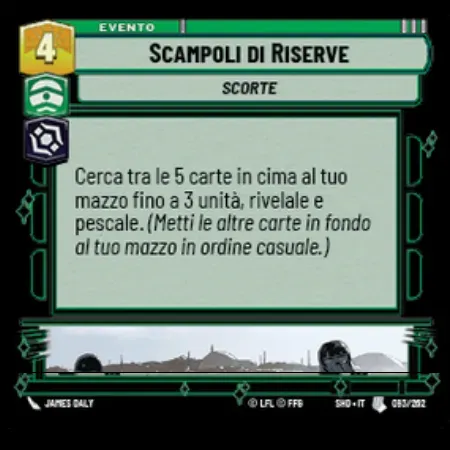 EVENTO
4
SCAMPOLI DI RISERVE
SCORTE
Cerca tra le 5 carte in cima al tuo
mazzo fino a 3 unità, rivelale e
pescale. (Metti le altre carte in fondo
al tuo mazzo in ordine casuale.)
JAMES DALY
© LFL © FFG
SHD • IT
093/262